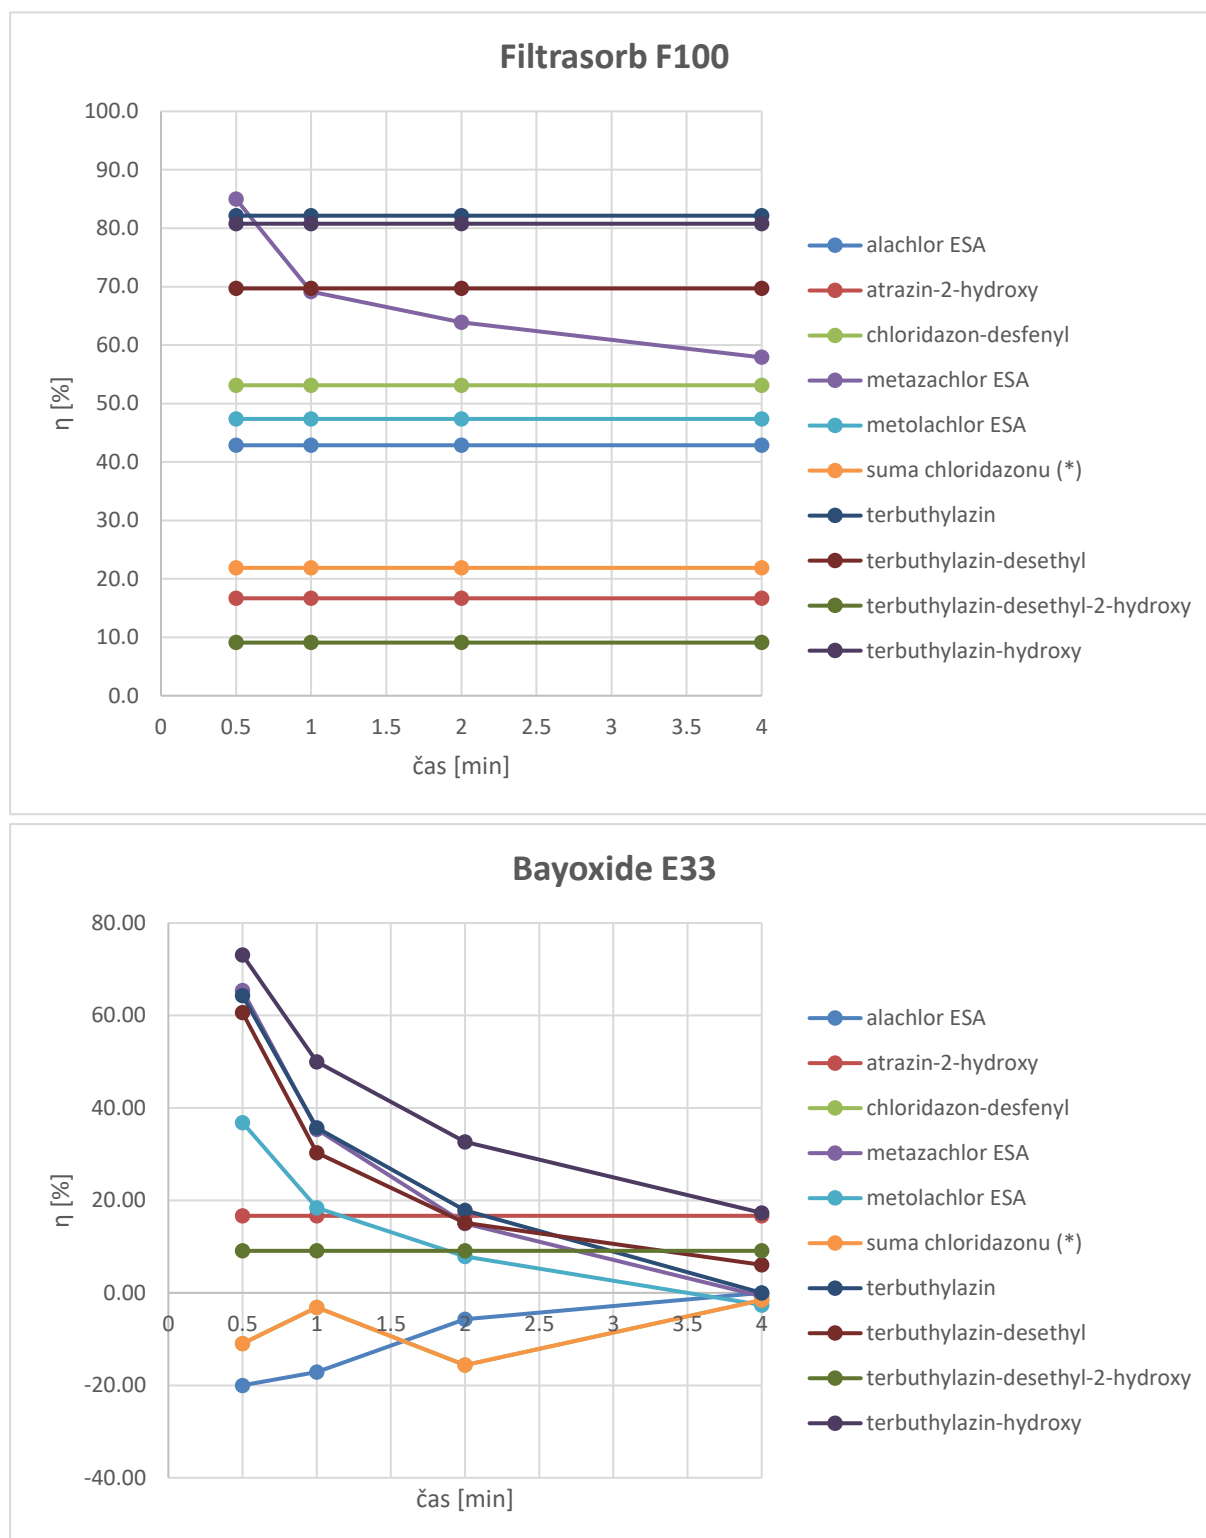 Filtrasorb F100
100.0
90.0
80.0
70.0
60.0
50.0
40.0
30.0
20.0
10.0
0.0
η [%]
0 0.5 1 1.5 2 2.5 3 3.5 4
čas [min]
alachlor ESA
atrazin-2-hydroxy
chloridazon-desfenyl
metazachlor ESA
metolachlor ESA
suma chloridazonu (*)
terbuthylazin
terbuthylazin-desethyl
terbuthylazin-desethyl-2-hydroxy
terbuthylazin-hydroxy
Bayoxide E33
80.00
60.00
40.00
20.00
0.00
-20.00
-40.00
η [%]
0 0.5 1 1.5 2 2.5 3 3.5 4
čas [min]
alachlor ESA
atrazin-2-hydroxy
chloridazon-desfenyl
metazachlor ESA
metolachlor ESA
suma chloridazonu (*)
terbuthylazin
terbuthylazin-desethyl
terbuthylazin-desethyl-2-hydroxy
terbuthylazin-hydroxy